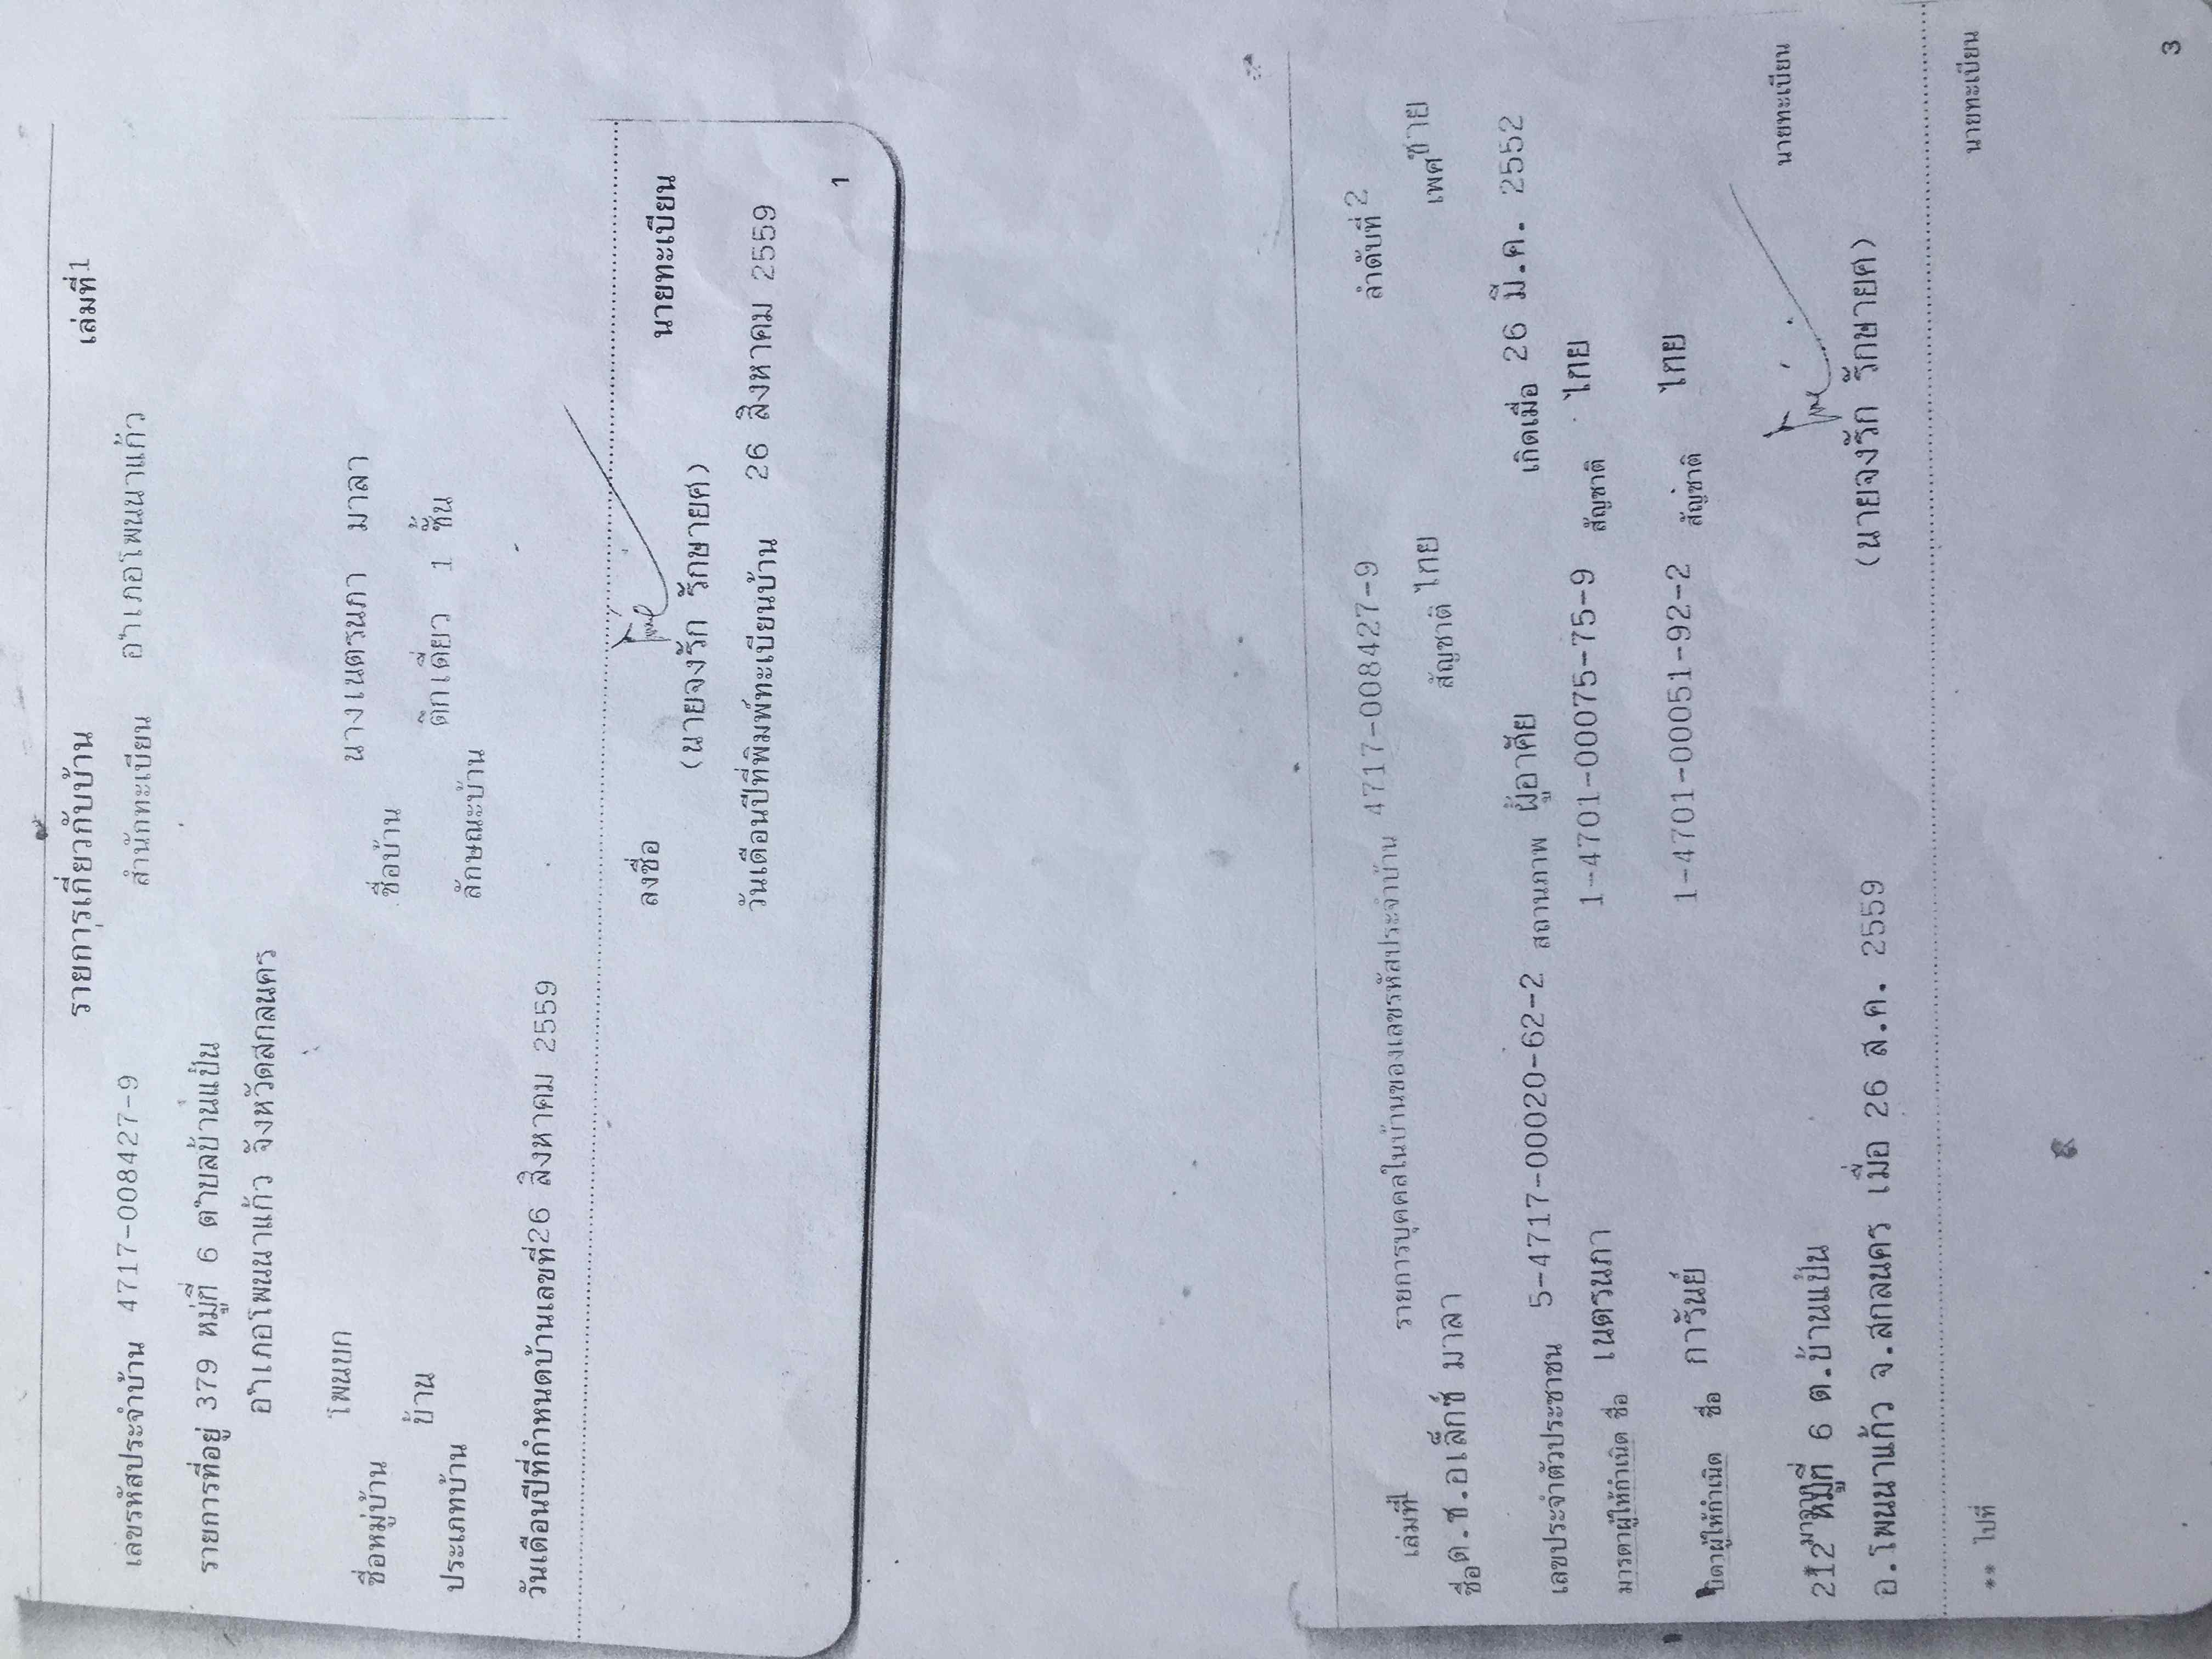 รายการเกี่ยวกับบ้าน เล่มที่ 1
เลขรหัสประจำบ้าน 4717-008427-9 สำนักทะเบียน อำเภอโพนนาแก้ว
รายการที่อยู่ 379 หมู่ที่ 6 ตำบลบ้านแป้น
อำเภอโพนนาแก้ว จังหวัดสกลนคร
ชื่อหมู่บ้าน โพนบก ชื่อบ้าน นางเนตรนภา มาลา
ประเภทบ้าน บ้าน ลักษณะบ้าน ตึกเดี่ยว 1 ชั้น
วันเดือนปีที่กำหนดบ้านเลขที่ 26 สิงหาคม 2559
ลงชื่อ นายทะเบียน
(นายจงรัก รักษายศ)
วันเดือนปีที่พิมพ์ทะเบียนบ้าน 26 สิงหาคม 2559
1
เล่มที่ 1 รายการบุคคลในบ้านของเลขรหัสประจำบ้าน 4717-008427-9 ลำดับที่ 2
ชื่อ ด.ช.อเล็กซ์ มาลา สัญชาติ ไทย เพศ ชาย
เลขประจำตัวประชาชน 5-4717-00020-62-2 สถานภาพ ผู้อาศัย เกิดเมื่อ 26 มี.ค. 2552
มารดาผู้ให้กำเนิด ชื่อ เนตรนภา 1-4701-00075-75-9 สัญชาติ ไทย
บิดาผู้ให้กำเนิด ชื่อ การันย์ 1-4701-00051-92-2 สัญชาติ ไทย
212 หมู่ที่ 6 ต.บ้านแป้น นายทะเบียน
อ.โพนนาแก้ว จ.สกลนคร เมื่อ 26 ส.ค. 2559 (นายจงรัก รักษายศ)
** ไปที่ นายทะเบียน
3